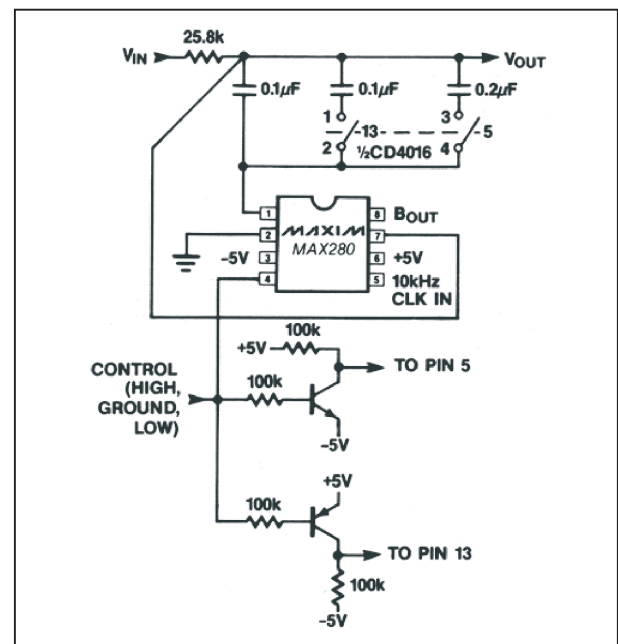 25.8k
VIN
VOUT
0.1μF
0.1μF
0.2μF
1
3
13
5
2
4
½CD4016
1
8
BOUT
MAXIM
2
7
MAX280
-5V
3
6
+5V
4
5
10kHz
CLK IN
100k
+5V
TO PIN 5
CONTROL
(HIGH,
GROUND,
LOW)
100k
-5V
+5V
100k
TO PIN 13
100k
-5V